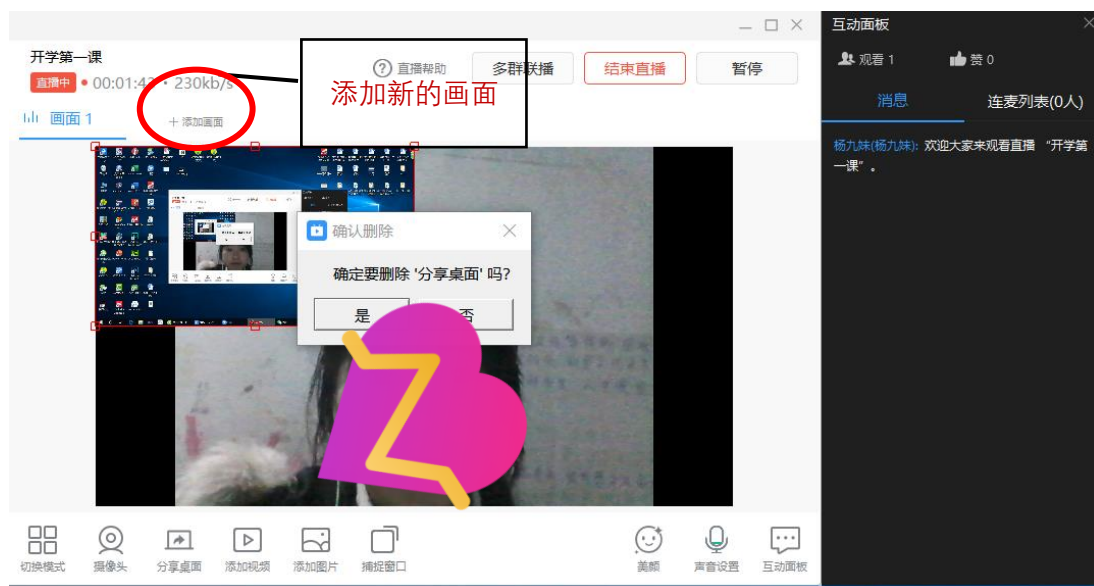 互动面板
开学第一课
直播中 • 00:01:4 · 230kb/s
添加新的画面
直播帮助
多群联播
结束直播
暂停
观看 1
赞 0
画面 1
+ 添加画面
消息
连麦列表(0人)
杨九妹(杨九妹): 欢迎大家来观看直播 “开学第
一课” 。
确认删除
确定要删除 '分享桌面' 吗?
是
否
切换模式
摄像头
分享桌面
添加视频
添加图片
捕捉窗口
美颜
声音设置
互动面板